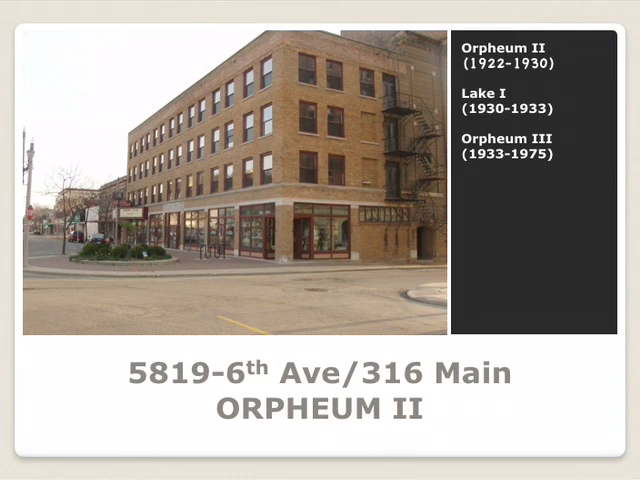 Orpheum II
(1922-1930)
Lake I
(1930-1933)
Orpheum III
(1933-1975)
5819-6th Ave/316 Main
ORPHEUM II